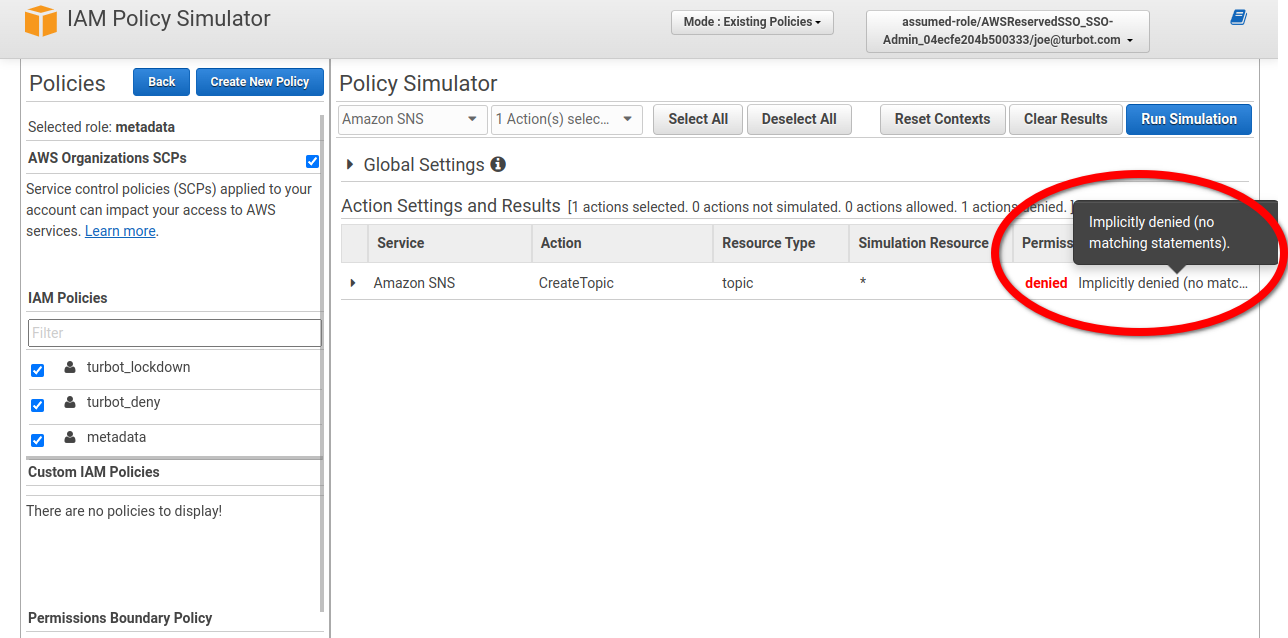 IAM Policy Simulator
Mode : Existing Policies
assumed-role/AWSReservedSSO_SSO-
Admin_04ecfe204b500333/joe@turbot.com
Policies
Back
Create New Policy
Selected role: metadata
AWS Organizations SCPs
Service control policies (SCPs) applied to your
account can impact your access to AWS
services. Learn more.
IAM Policies
Filter
turbot_lockdown
turbot_deny
metadata
Custom IAM Policies
There are no policies to display!
Permissions Boundary Policy
Policy Simulator
Amazon SNS
1 Action(s) selec...
Select All
Deselect All
Reset Contexts
Clear Results
Run Simulation
Global Settings
Action Settings and Results [1 actions selected. 0 actions not simulated. 0 actions allowed. 1 actions denied. ]
Implicitly denied (no
matching statements).
Service Action Resource Type Simulation Resource Permiss
Amazon SNS CreateTopic topic * denied Implicitly denied (no matc...